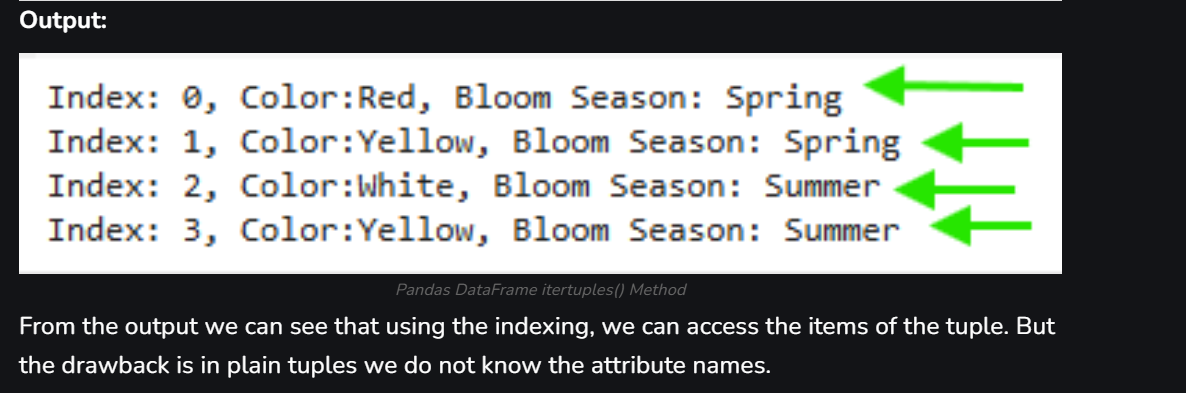 Output:
Index: 0, Color:Red, Bloom Season: Spring
Index: 1, Color:Yellow, Bloom Season: Spring
Index: 2, Color:White, Bloom Season: Summer
Index: 3, Color:Yellow, Bloom Season: Summer
Pandas DataFrame itertuples() Method
From the output we can see that using the indexing, we can access the items of the tuple. But
the drawback is in plain tuples we do not know the attribute names.